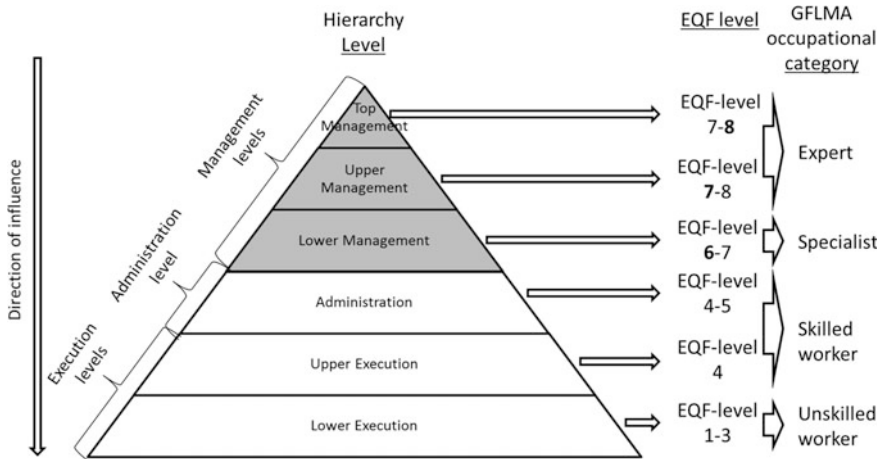 Hierarchy
Level
EQF level
GFLMA
occupational
category
Direction of influence
Management
levels
Administration
level
Execution
levels
Top
Management
Upper
Management
Lower Management
Administration
Upper Execution
Lower Execution
EQF-level
7-8
EQF-level
7-8
EQF-level
6-7
EQF-level
4-5
EQF-level
4
EQF-level
1-3
Expert
Specialist
Skilled
worker
Unskilled
worker